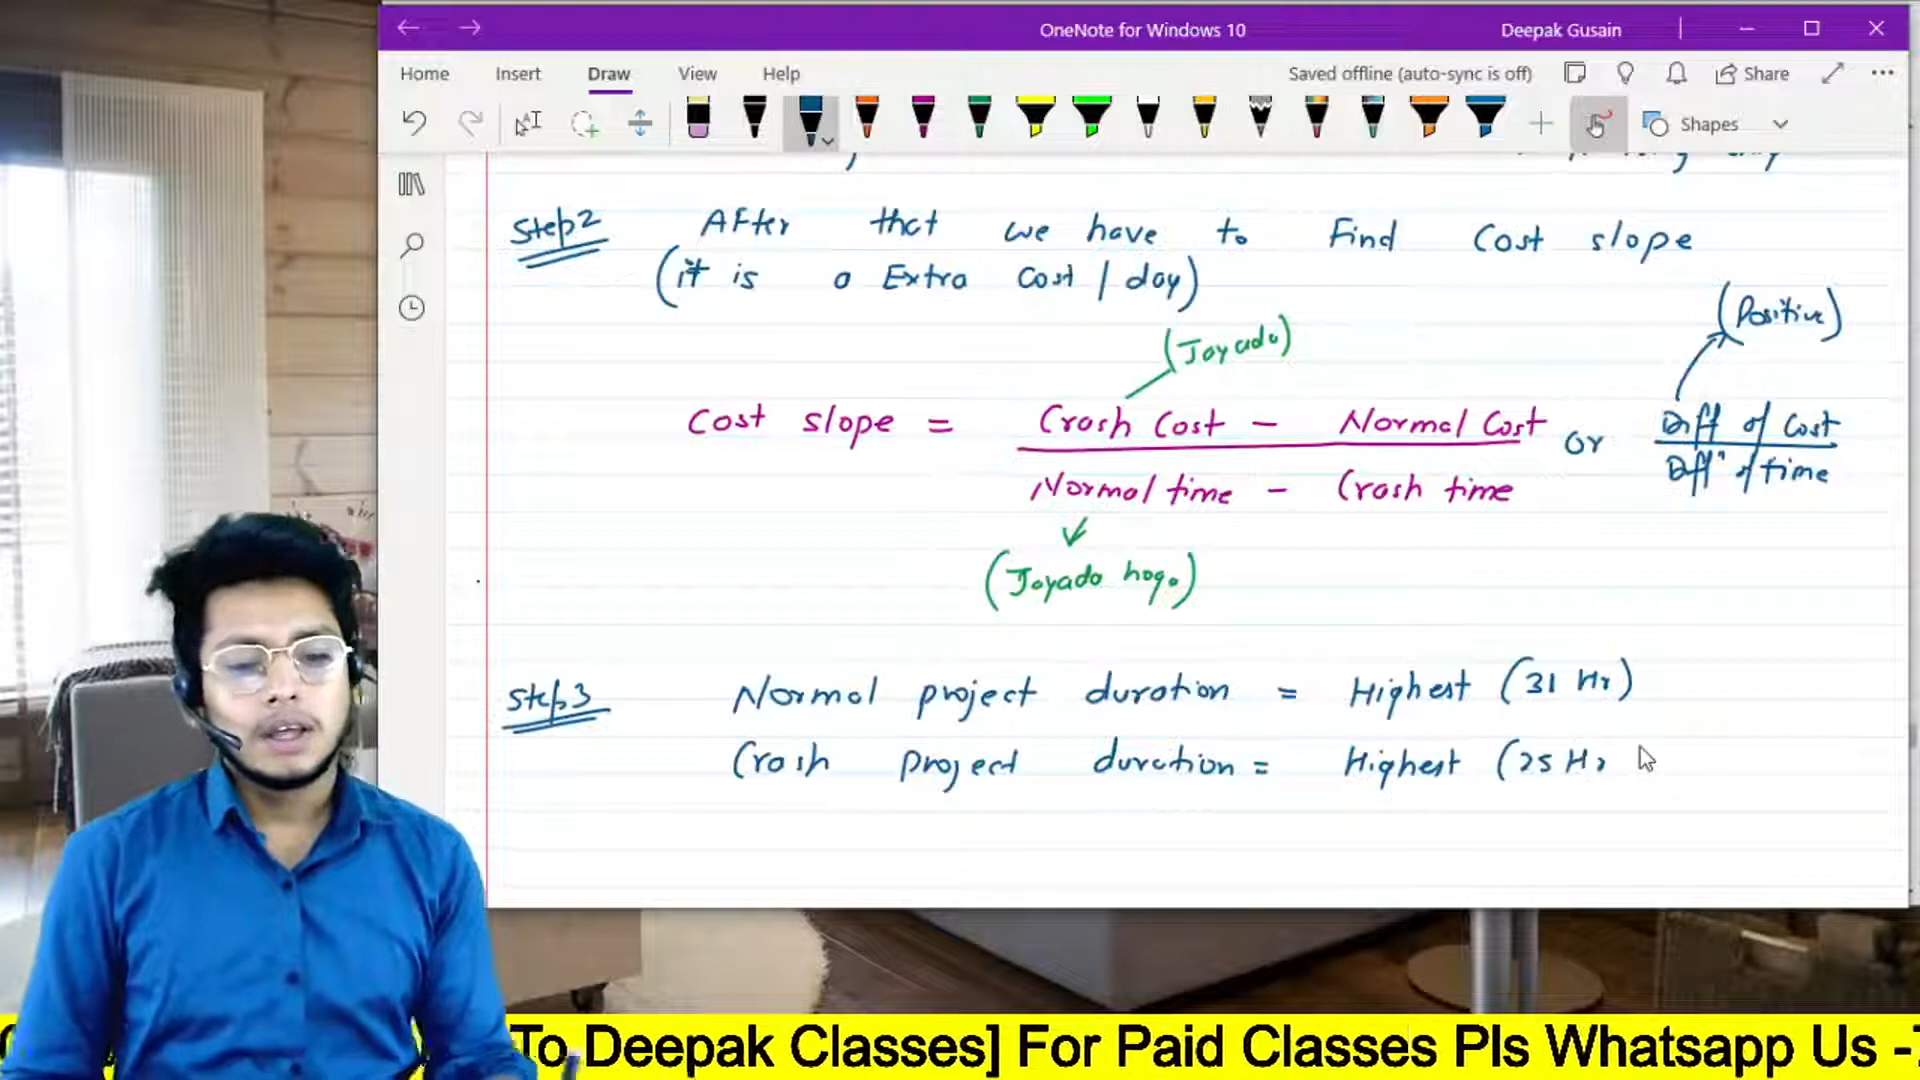 OneNote for Windows 10
Deepak Gusain
Home Insert Draw View Help
Saved offline (auto-sync is off)
Share
Shapes
Step2 After that we have to Find Cost slope
(it is a Extra Cost / day)
(Positive)
(Jayada)
Cost slope = Crash Cost - Normal Cost or Diff of Cost
Normal time - Crash time Diff of time
(Jayada hoga)
Step3 Normal project duration = Highest (31 Hr)
Crash project duration = Highest (25 Hr
To Deepak Classes] For Paid Classes Pls Whatsapp Us -